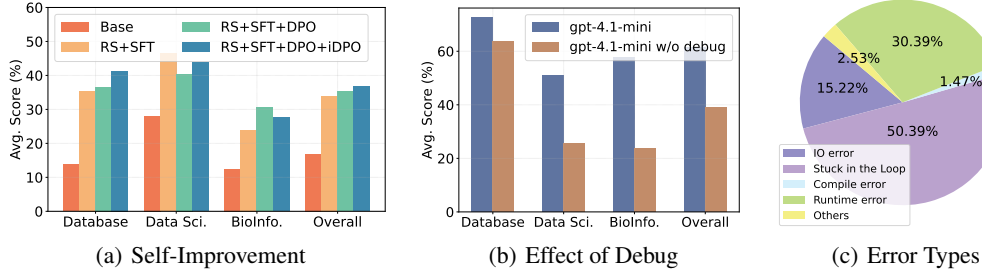 60
50
40
30
20
10
0
Avg. Score (%)
Base
RS+SFT
RS+SFT+DPO
RS+SFT+DPO+iDPO
Database
Data Sci.
BioInfo.
Overall
(a) Self-Improvement
60
40
20
0
Avg. Score (%)
gpt-4.1-mini
gpt-4.1-mini w/o debug
Database
Data Sci.
BioInfo.
Overall
(b) Effect of Debug
30.39%
2.53%
1.47%
15.22%
50.39%
IO error
Stuck in the Loop
Compile error
Runtime error
Others
(c) Error Types